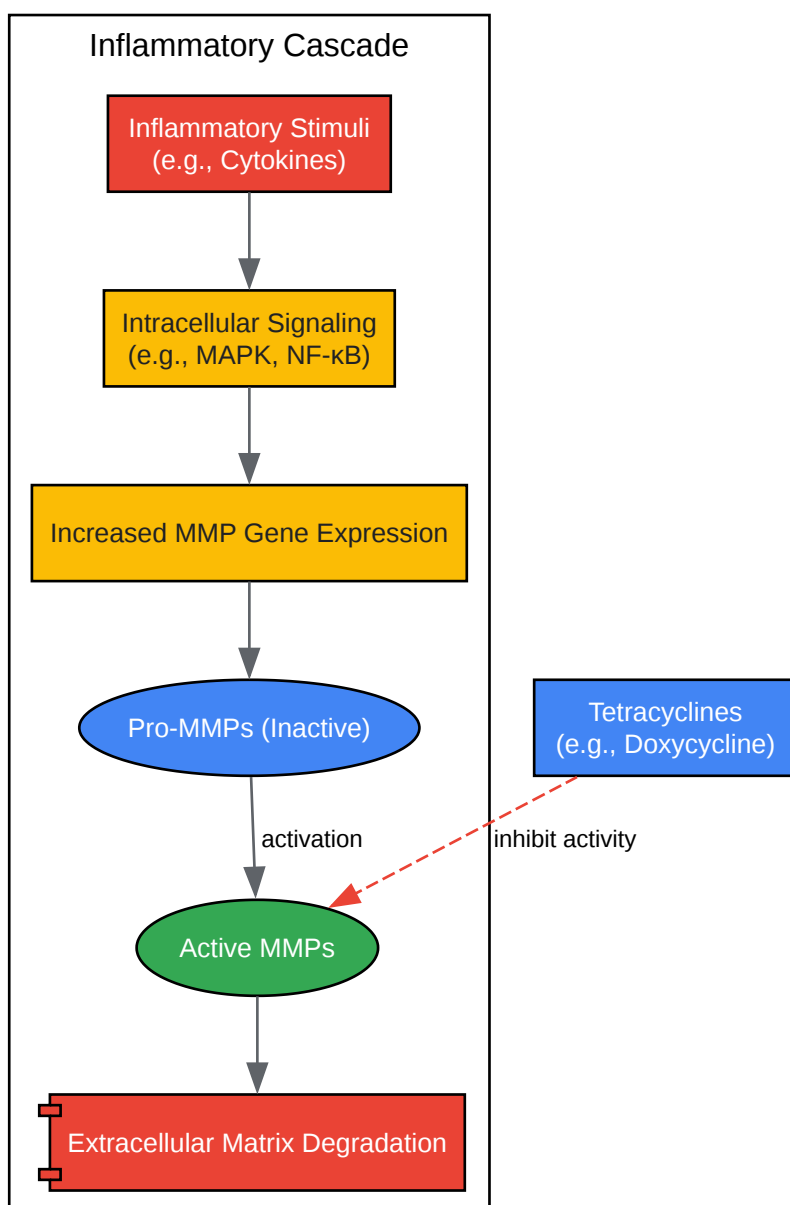 Inflammatory Cascade
Inflammatory Stimuli
(e.g., Cytokines)
Intracellular Signaling
(e.g., MAPK, NF-κB)
Increased MMP Gene Expression
Pro-MMPs (Inactive)
Tetracyclines
(e.g., Doxycycline)
activation
inhibit activity
Active MMPs
Extracellular Matrix Degradation